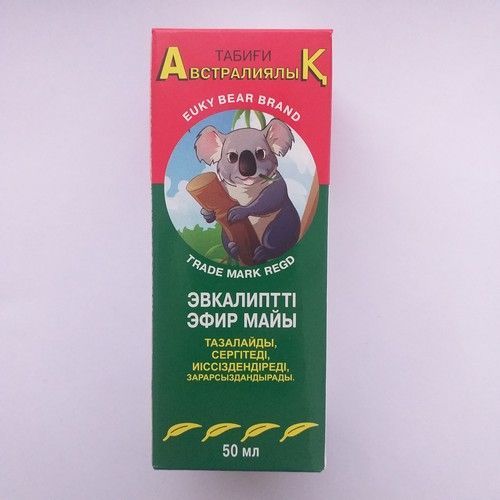 ТАБИҒИ
АВСТРАЛИЯЛЫҚ
EUKY BEAR BRAND
TRADE MARK REGD
ЭВКАЛИПТТІ
ЭФИР МАЙЫ
ТАЗАЛАЙДЫ,
СЕРГІТЕДІ,
ИІССІЗДЕНДІРЕДІ,
ЗАРАРСЫЗДАНДЫРАДЫ.
50 мл